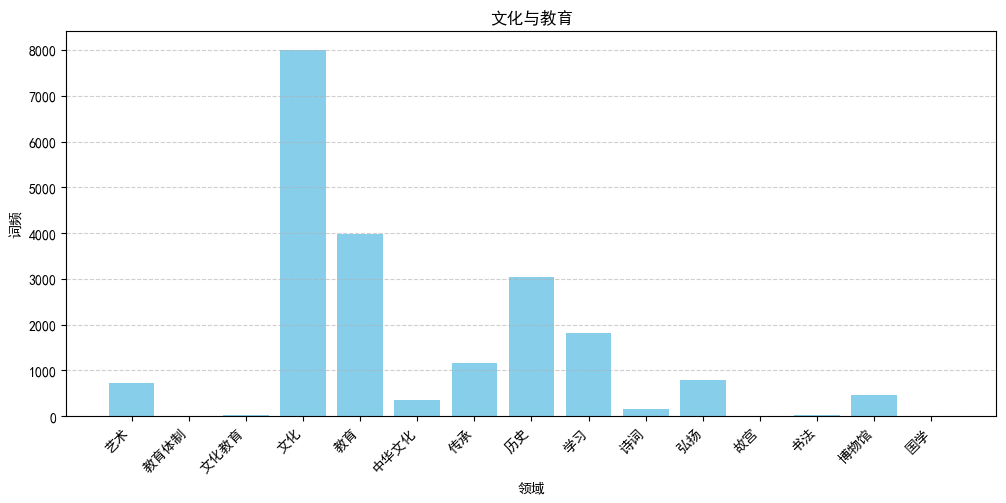 文化与教育
词频
8000
7000
6000
5000
4000
3000
2000
1000
0
艺术
教育体制
文化教育
文化
教育
中华文化
传承
历史
学习
诗词
弘扬
故宫
书法
博物馆
国学
领域